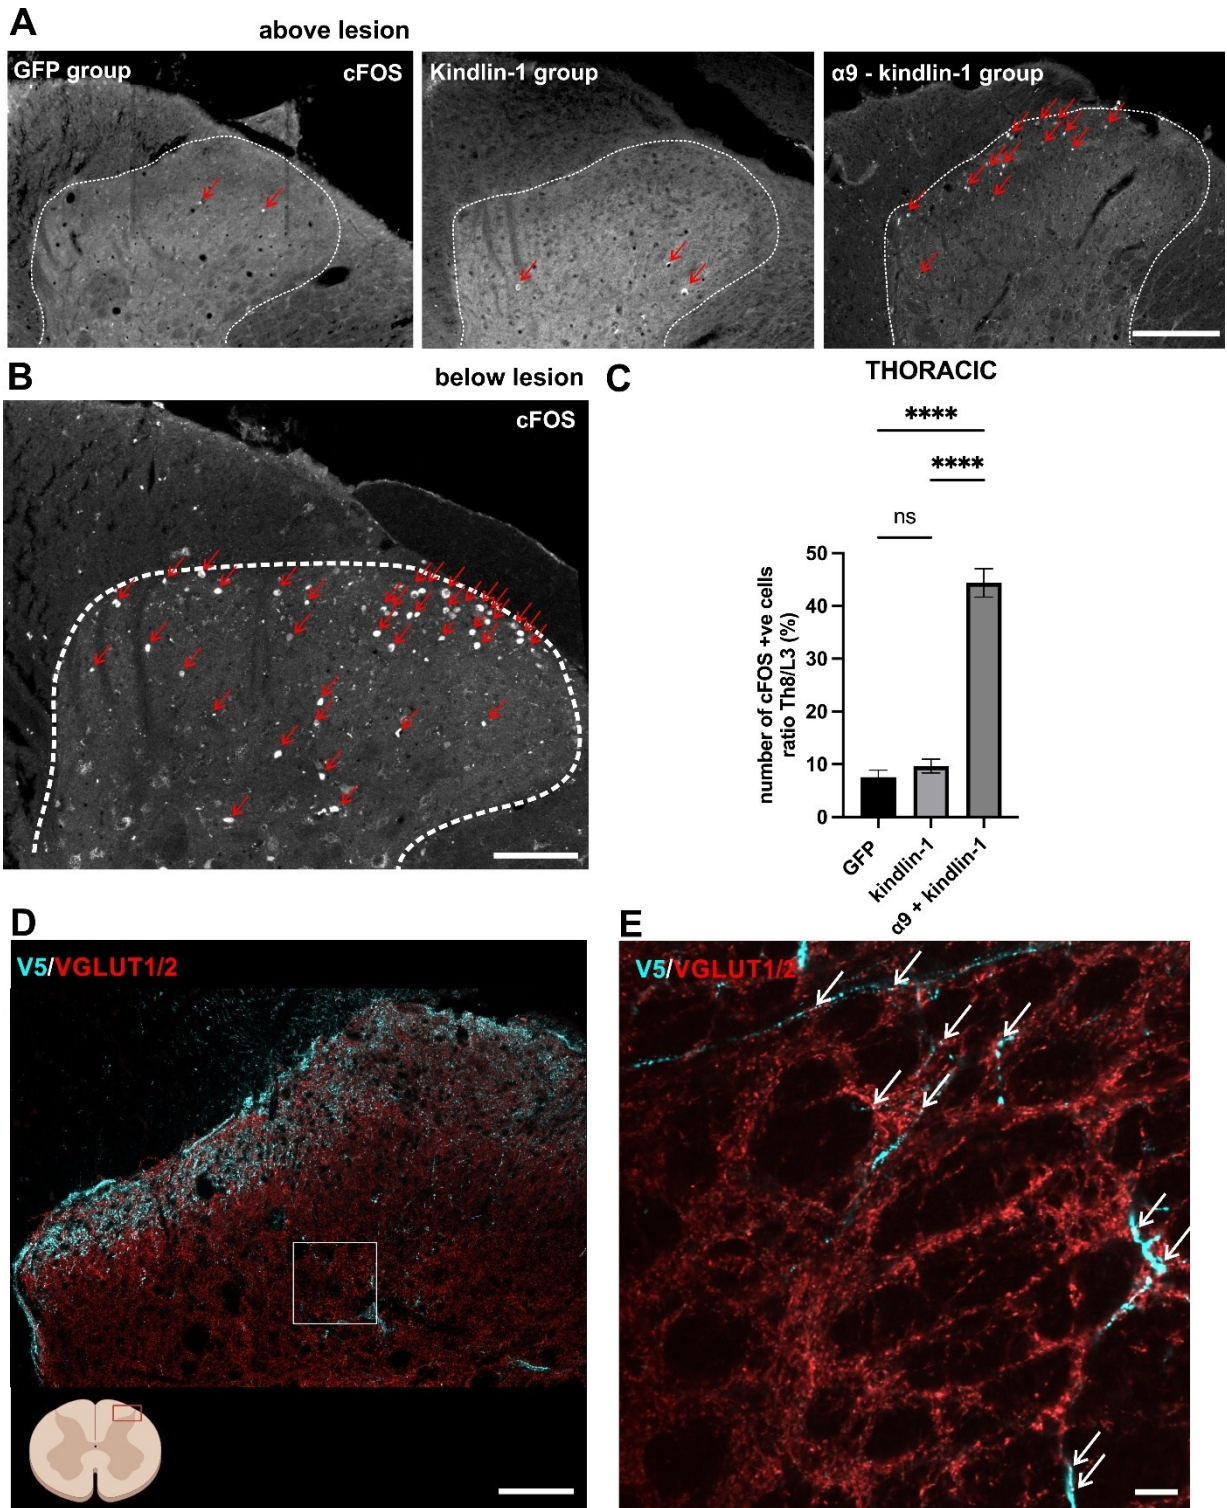 A
above lesion
GFP group
cFOS
Kindlin-1 group
α9 - kindlin-1 group
B
below lesion
cFOS
C
THORACIC
****
****
ns
number of cFOS +ve cells
ratio Th8/L3 (%)
50
40
30
20
10
0
GFP
kindlin-1
α9 + kindlin-1
D
V5/VGLUT1/2
E
V5/VGLUT1/2